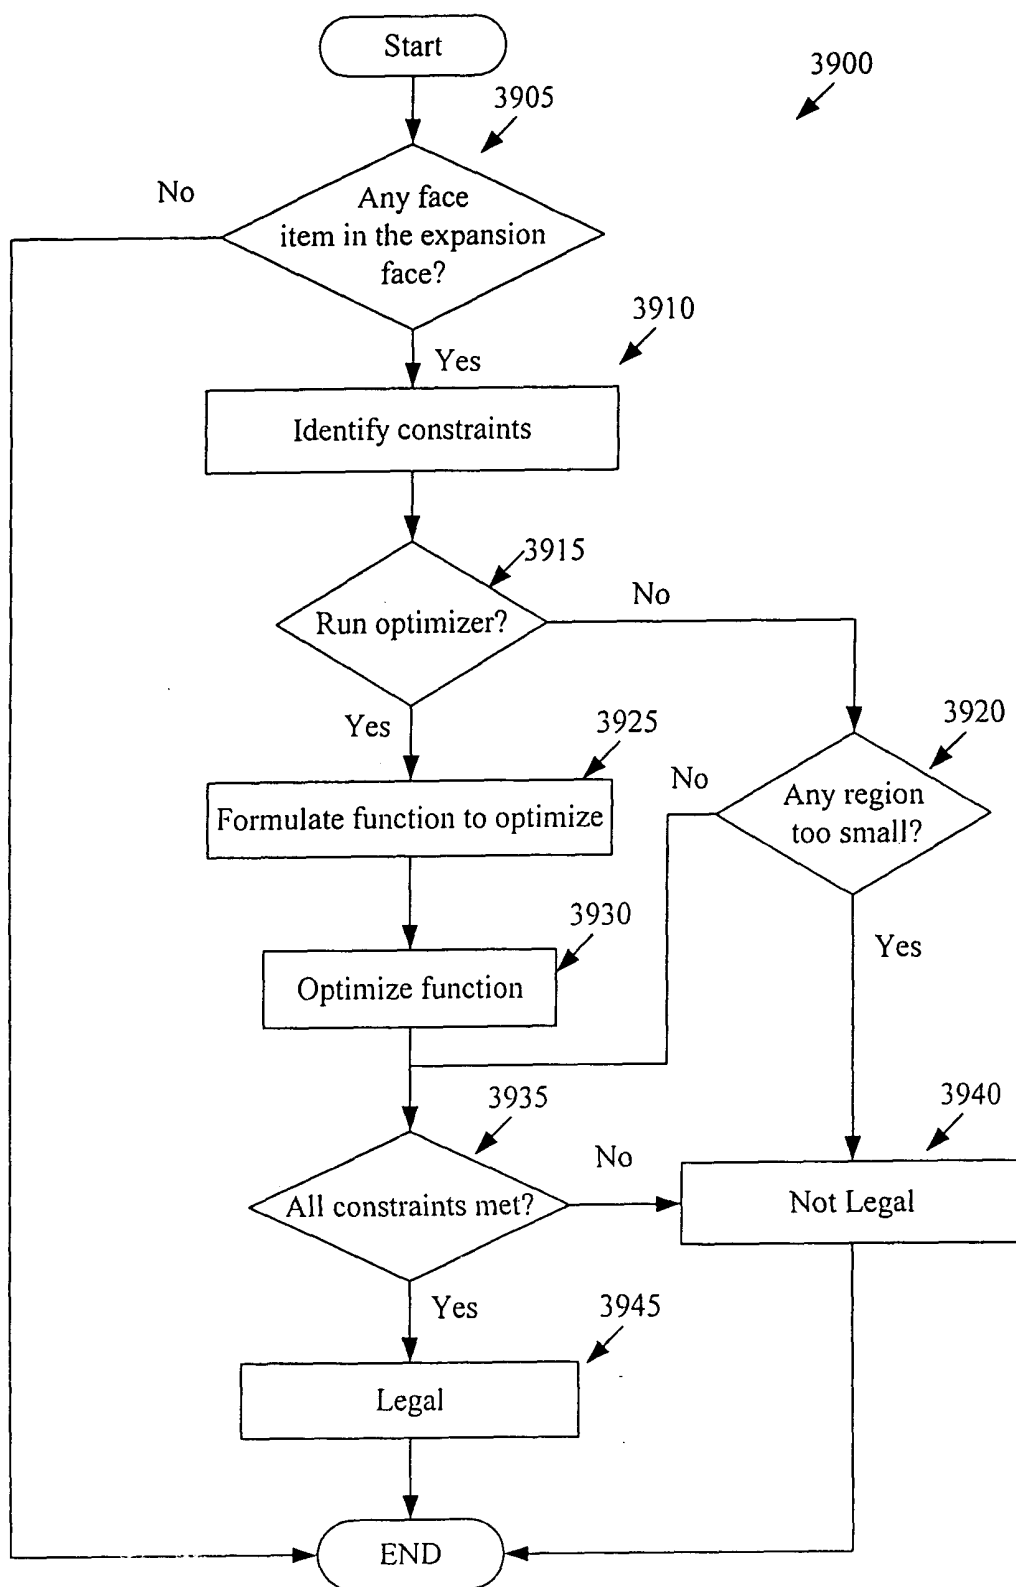 Start
3900
3905
No
Any face
item in the expansion
face?
3910
Yes
Identify constraints
3915
No
Run optimizer?
Yes
3925
3920
No
Any region
too small?
Formulate function to optimize
3930
Yes
Optimize function
3935
3940
No
All constraints met?
Not Legal
Yes
3945
Legal
END